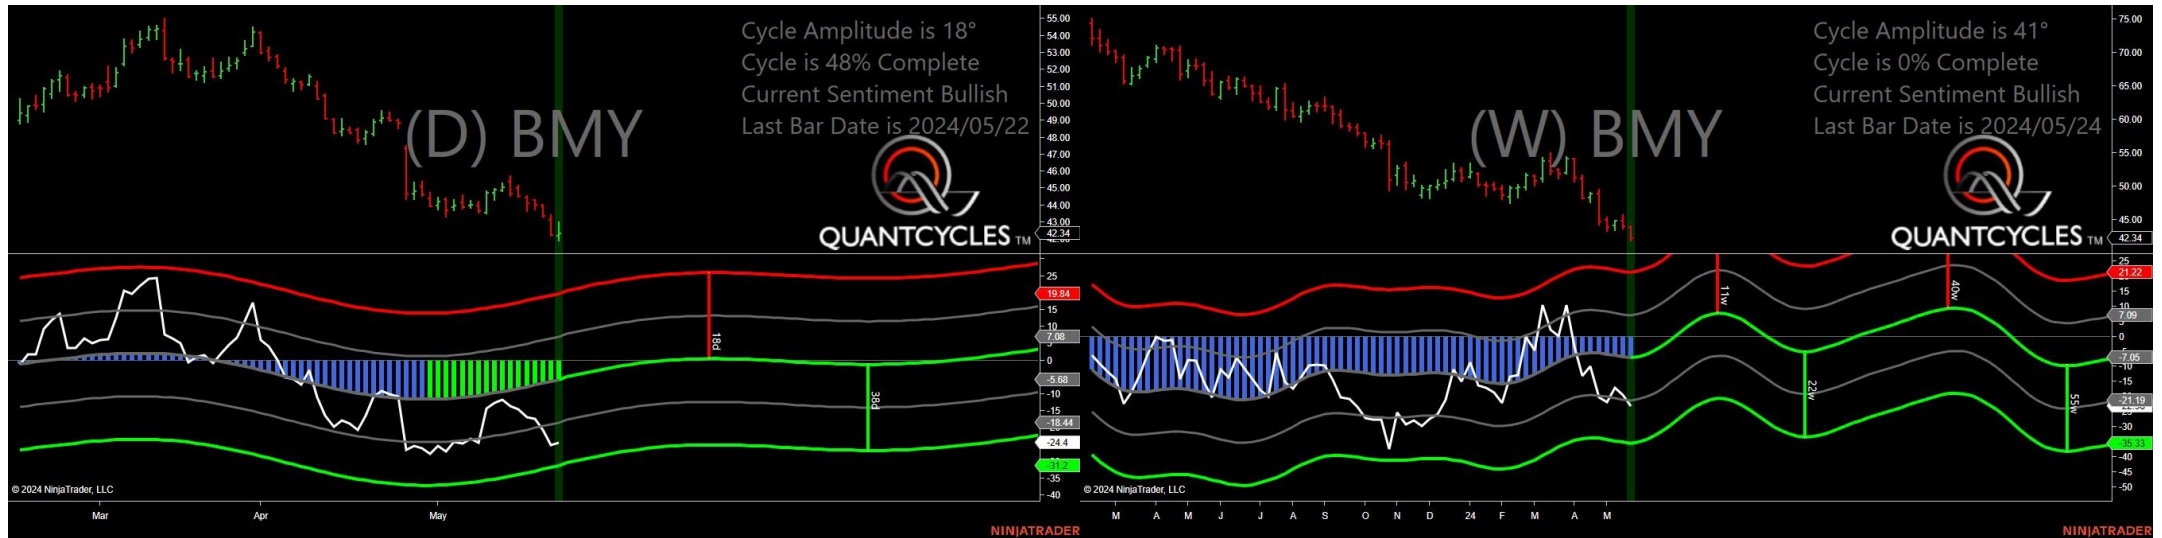 Cycle Amplitude is 18°
Cycle is 48% Complete
Current Sentiment Bullish
Last Bar Date is 2024/05/22
(D) BMY
QUANTCYCLES TM
55.00
54.00
53.00
52.00
51.00
50.00
49.00
48.00
47.00
46.00
45.00
44.00
43.00
42.34
25
19.84
15
10
7.08
5
0
-5.68
-10
-15
-18.44
-24.4
-31.2
-35
-40
18d
38d
© 2024 NinjaTrader, LLC
Mar
Apr
May
NINJATRADER
Cycle Amplitude is 41°
Cycle is 0% Complete
Current Sentiment Bullish
Last Bar Date is 2024/05/24
(W) BMY
QUANTCYCLES TM
75.00
70.00
65.00
60.00
55.00
50.00
45.00
42.34
25
21.22
15
10
7.09
0
-7.05
-10
-15
-21.19
-30
-35.33
-40
-45
-50
11w
22w
40w
55w
© 2024 NinjaTrader, LLC
M A M J J A S O N D 24 F M A M
NINJATRADER